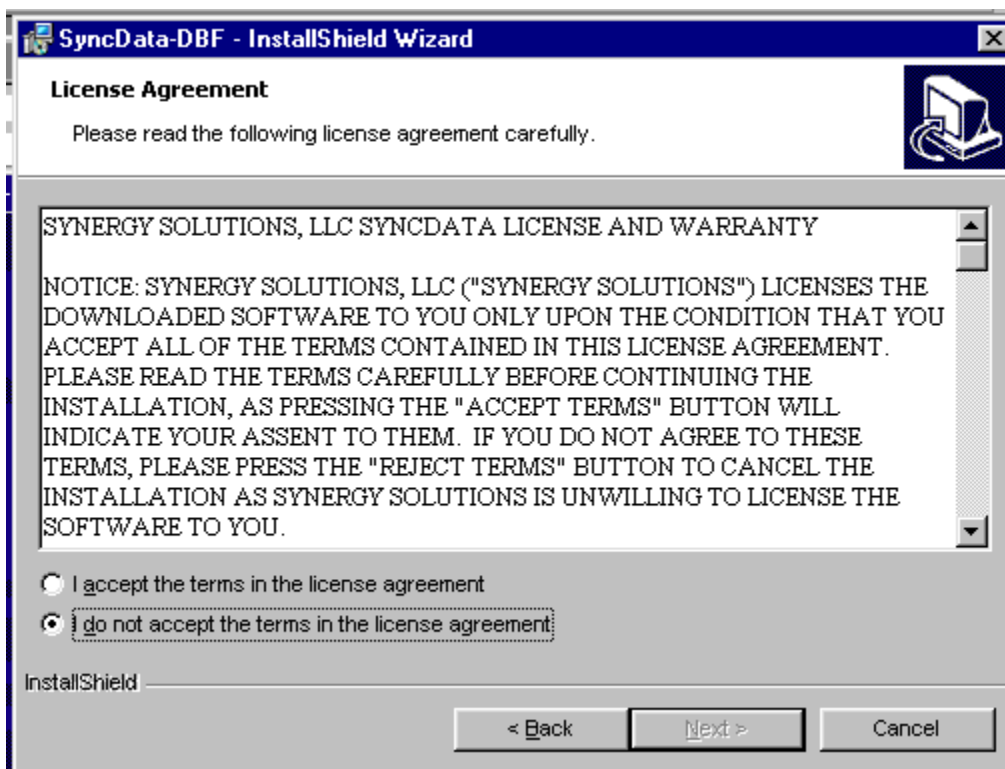 SyncData-DBF - InstallShield Wizard
License Agreement
Please read the following license agreement carefully.
SYNERGY SOLUTIONS, LLC SYNCDATA LICENSE AND WARRANTY
NOTICE: SYNERGY SOLUTIONS, LLC ("SYNERGY SOLUTIONS") LICENSES THE
DOWNLOADED SOFTWARE TO YOU ONLY UPON THE CONDITION THAT YOU
ACCEPT ALL OF THE TERMS CONTAINED IN THIS LICENSE AGREEMENT.
PLEASE READ THE TERMS CAREFULLY BEFORE CONTINUING THE
INSTALLATION, AS PRESSING THE "ACCEPT TERMS" BUTTON WILL
INDICATE YOUR ASSENT TO THEM. IF YOU DO NOT AGREE TO THESE
TERMS, PLEASE PRESS THE "REJECT TERMS" BUTTON TO CANCEL THE
INSTALLATION AS SYNERGY SOLUTIONS IS UNWILLING TO LICENSE THE
SOFTWARE TO YOU.
I accept the terms in the license agreement
I do not accept the terms in the license agreement
InstallShield
< Back
Next >
Cancel